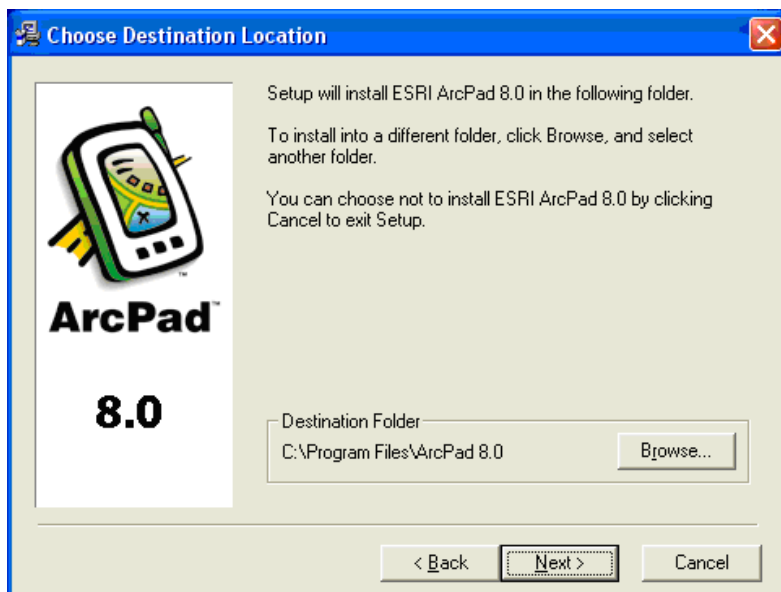 Choose Destination Location
Setup will install ESRI ArcPad 8.0 in the following folder.
To install into a different folder, click Browse, and select
another folder.
You can choose not to install ESRI ArcPad 8.0 by clicking
Cancel to exit Setup.
ArcPad™
8.0
Destination Folder
C:\Program Files\ArcPad 8.0
Browse...
< Back
Next >
Cancel